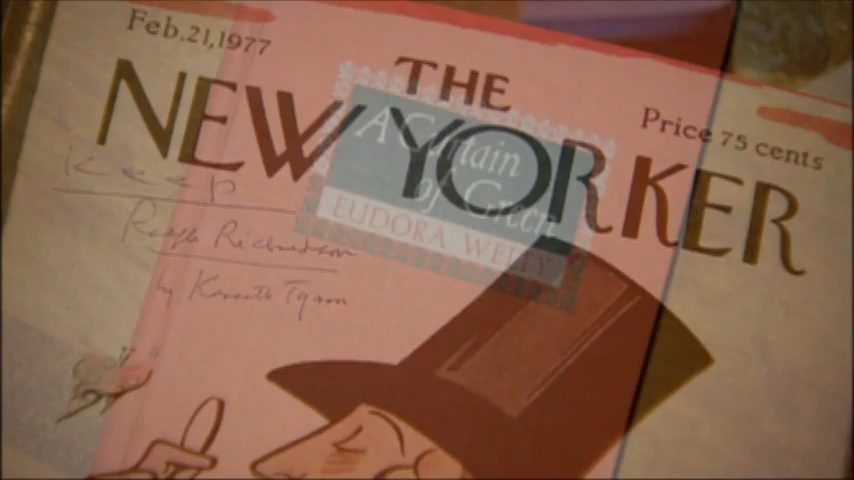 Feb.21,1977
THE
NEW YORKER
Price 75 cents
A Curtain
of Green
EUDORA WELTY
Keep
Ralph Richardson
by Kenneth Tynan